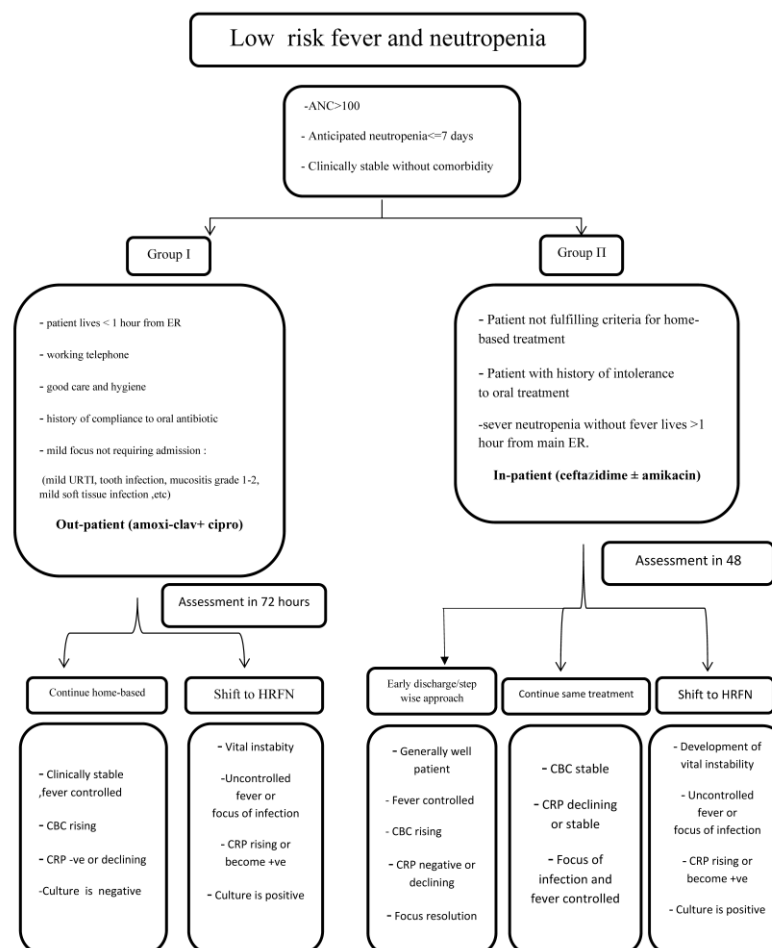 Low risk fever and neutropenia
-ANC>100
- Anticipated neutropenia<=7 days
- Clinically stable without comorbidity
Group I
Group Π
- patient lives < 1 hour from ER
- working telephone
- good care and hygiene
- history of compliance to oral antibiotic
- mild focus not requiring admission :
(mild URTI, tooth infection, mucositis grade 1-2,
mild soft tissue infection ,etc)
Out-patient (amoxi-clav+ cipro)
- Patient not fulfilling criteria for home-
based treatment
- Patient with history of intolerance
to oral treatment
-sever neutropenia without fever lives >1
hour from main ER.
In-patient (ceftazidime ± amikacin)
Assessment in 72 hours
Assessment in 48
Continue home-based
Shift to HRFN
Early discharge/step
wise approach
Continue same treatment
Shift to HRFN
- Clinically stable
,fever controlled
- CBC rising
- CRP -ve or declining
-Culture is negative
- Vital instabity
-Uncontrolled
fever or
focus of infection
- CRP rising or
become +ve
- Culture is positive
- Generally well
patient
- Fever controlled
- CBC rising
- CRP negative or
declining
- Focus resolution
- CBC stable
- CRP declining
or stable
- Focus of
infection and
fever controlled
- Development of
vital instability
- Uncontrolled
fever or
focus of infection
- CRP rising or
become +ve
- Culture is positive